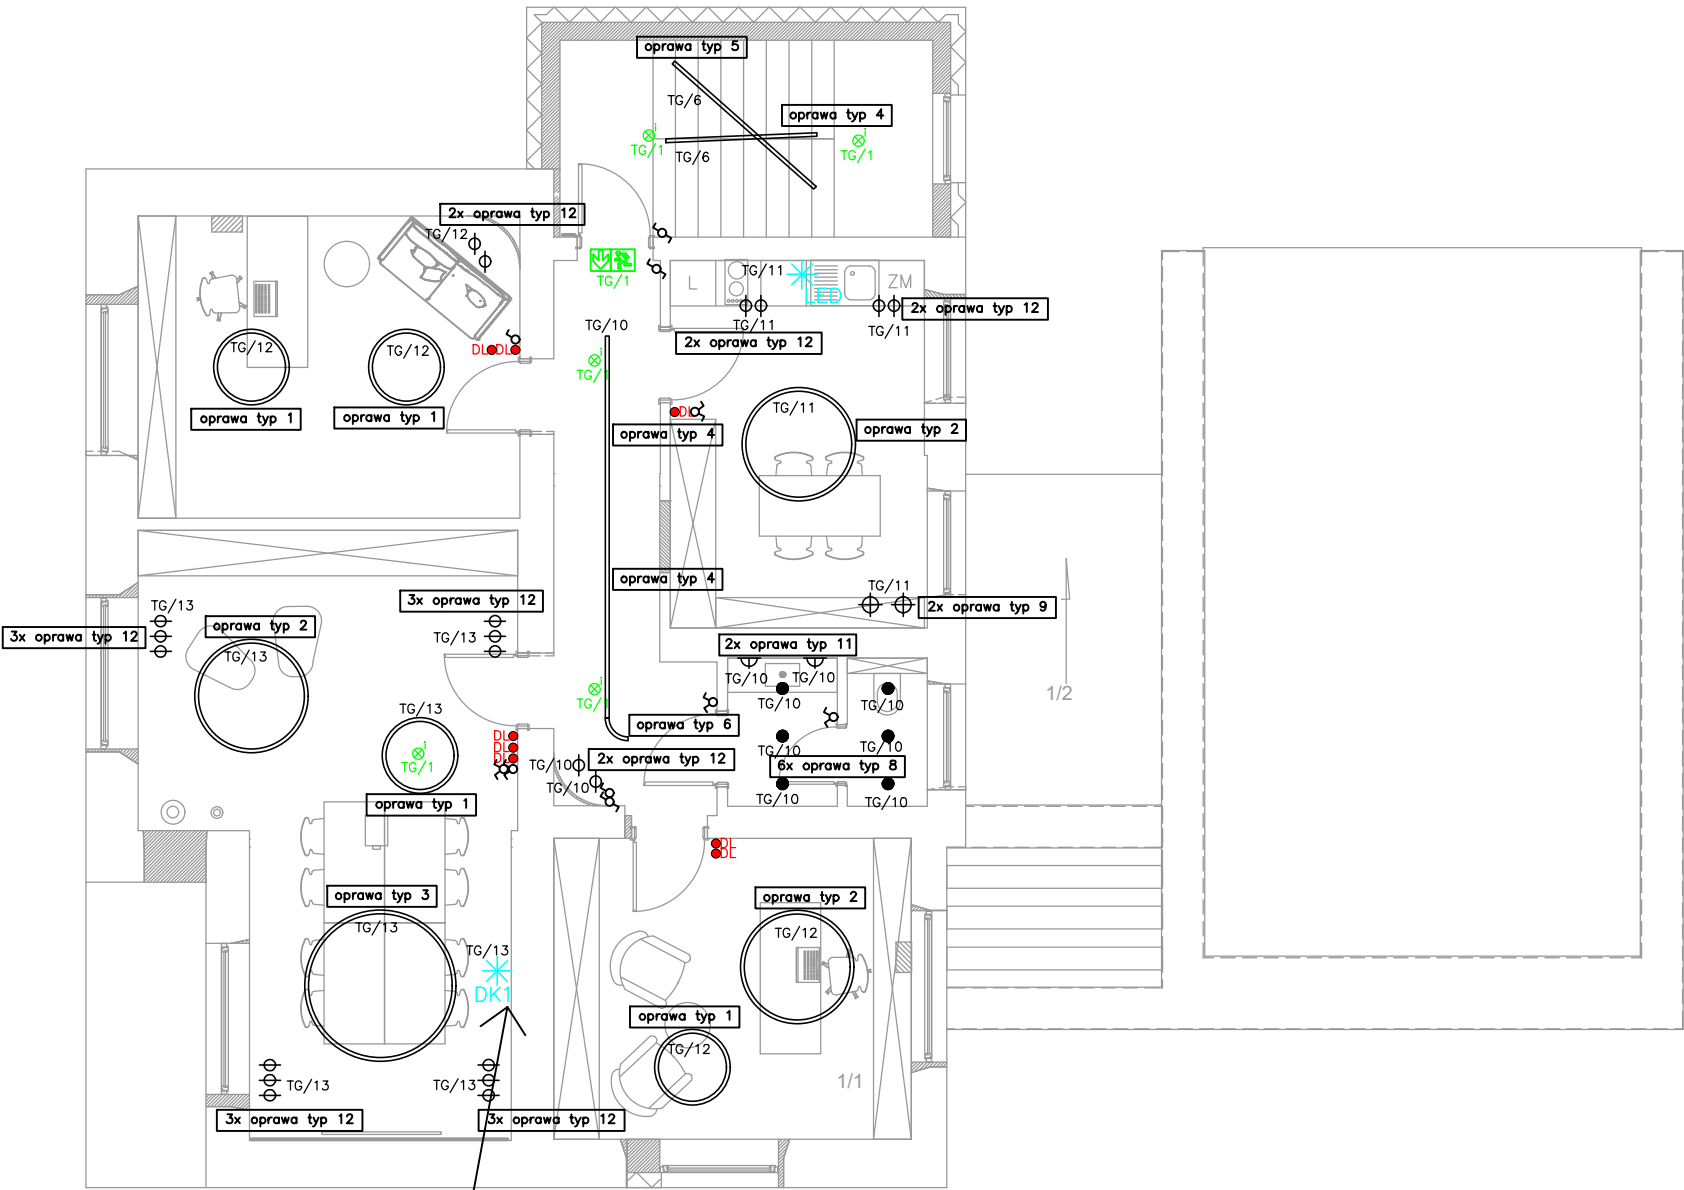 oprawa typ 5
TG/6
oprawa typ 4
i
i
TG/1
TG/6
TG/1
2x oprawa typ 12
TG/12
TG/1
L
TG/11
LED
ZM
TG/11
TG/11
2x oprawa typ 12
TG/10
2x oprawa typ 12
TG/12
TG/12
DL
DL
i
TG/1
oprawa typ 1
oprawa typ 1
DL
TG/11
oprawa typ 4
oprawa typ 2
oprawa typ 4
TG/11
2x oprawa typ 9
TG/13
3x oprawa typ 12
3x oprawa typ 12
TG/13
oprawa typ 2
TG/13
2x oprawa typ 11
TG/10
TG/10
i
TG/1
TG/10
TG/10
1/2
TG/13
oprawa typ 6
DL
DL
DL
i
TG/1
TG/10
TG/10
2x oprawa typ 12
TG/10
TG/10
6x oprawa typ 8
TG/10
TG/10
oprawa typ 1
DL
DL
oprawa typ 3
oprawa typ 2
TG/13
TG/12
TG/13
DK1
oprawa typ 1
TG/12
TG/13
TG/13
1/1
3x oprawa typ 12
3x oprawa typ 12